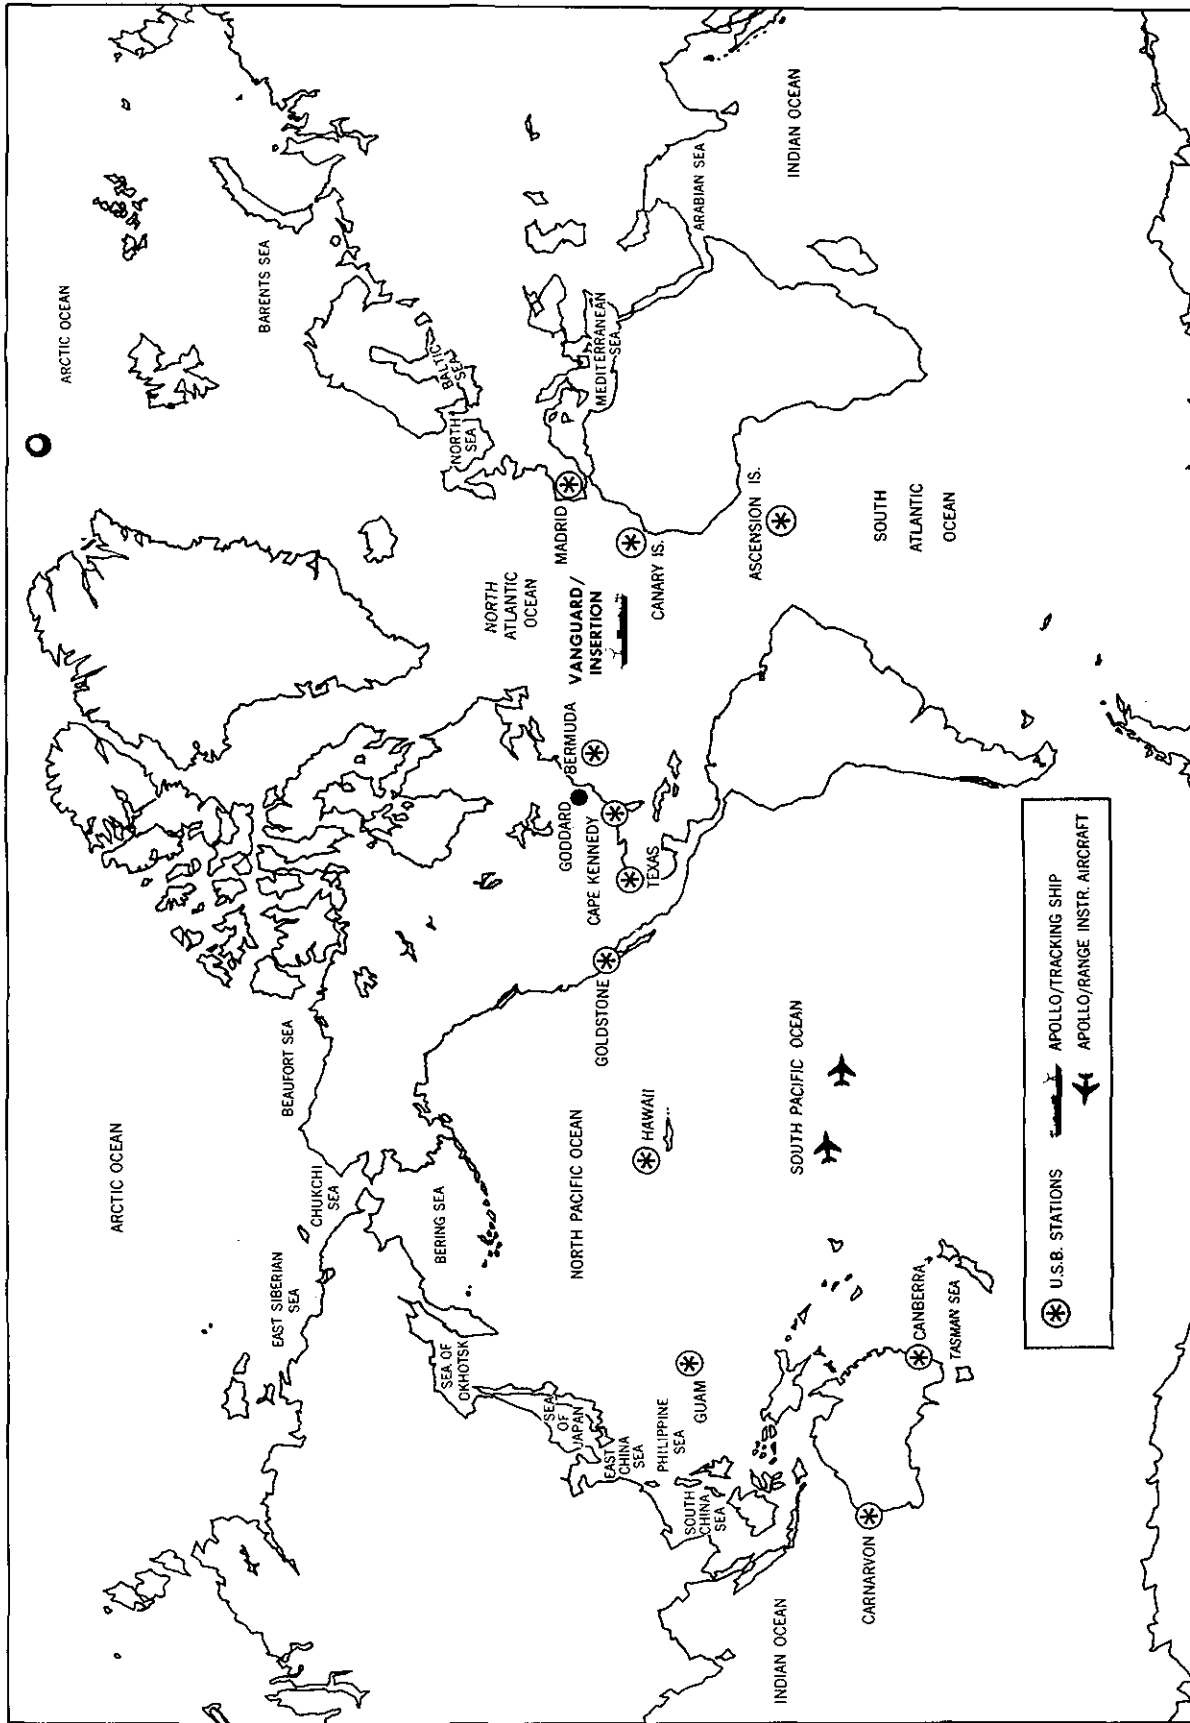 ARCTIC OCEAN
ARCTIC OCEAN
BARENTS SEA
EAST SIBERIAN
SEA
CHUKCHI
SEA
BEAUFORT SEA
SEA OF
OKHOTSK
BERING SEA
NORTH
SEA
BALTIC
SEA
SEA
OF
JAPAN
EAST
CHINA
SEA
NORTH PACIFIC OCEAN
NORTH
ATLANTIC
OCEAN
VANGUARD/
INSERTION
GODDARD
BERMUDA
CAPE KENNEDY
TEXAS
GOLDSTONE
MADRID
CANARY IS.
MEDITERRANEAN
SEA
PHILIPPINE
SEA
GUAM
HAWAII
SOUTH
CHINA
SEA
ARABIAN SEA
INDIAN OCEAN
INDIAN OCEAN
SOUTH PACIFIC OCEAN
ASCENSION IS.
SOUTH
ATLANTIC
OCEAN
CARNARVON
CANBERRA
TASMAN SEA
U.S.B. STATIONS
APOLLO/TRACKING SHIP
APOLLO/RANGE INSTR. AIRCRAFT